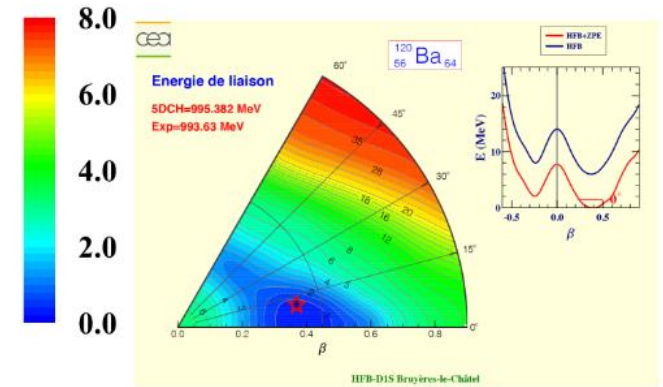 8.0
6.0
4.0
2.0
0.0
cea
Energie de liaison
5DCH=995.382 MeV
Exp=993.63 MeV
120
56 Ba 64
HFB+ZPE
HFB
E (MeV)
20
10
0
-0.5 0.0 0.5
β
0+
60°
45°
30°
15°
0°
36
28
20
16
16
12
8
6
4
0.0 0.2 0.4 0.6 0.8
β
HFB-D1S Bruyères-le-Châtel